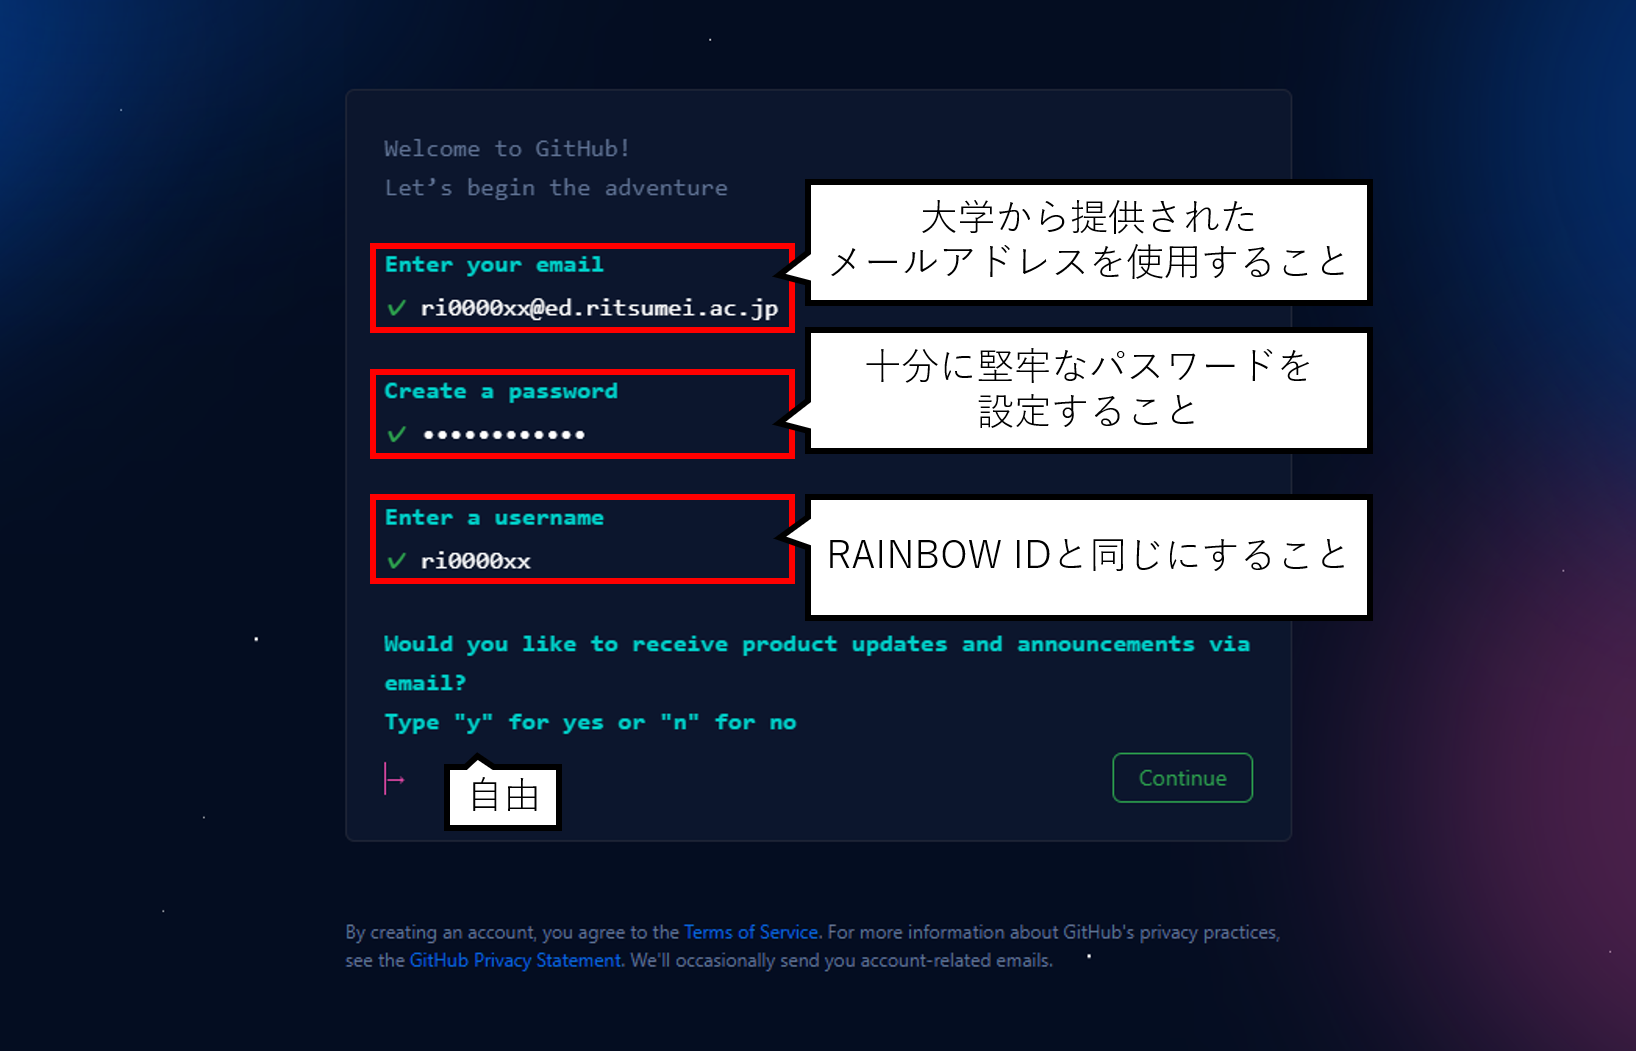 Welcome to GitHub!
Let’s begin the adventure
大学から提供された
メールアドレスを使用すること
Enter your email
✓ ri0000xx@ed.ritsumei.ac.jp
十分に堅牢なパスワードを
設定すること
Create a password
✓ ••••••••••••
Enter a username
✓ ri0000xx
RAINBOW IDと同じにすること
Would you like to receive product updates and announcements via
email?
Type "y" for yes or "n" for no
自由
Continue
By creating an account, you agree to the Terms of Service. For more information about GitHub's privacy practices,
see the GitHub Privacy Statement. We'll occasionally send you account-related emails.